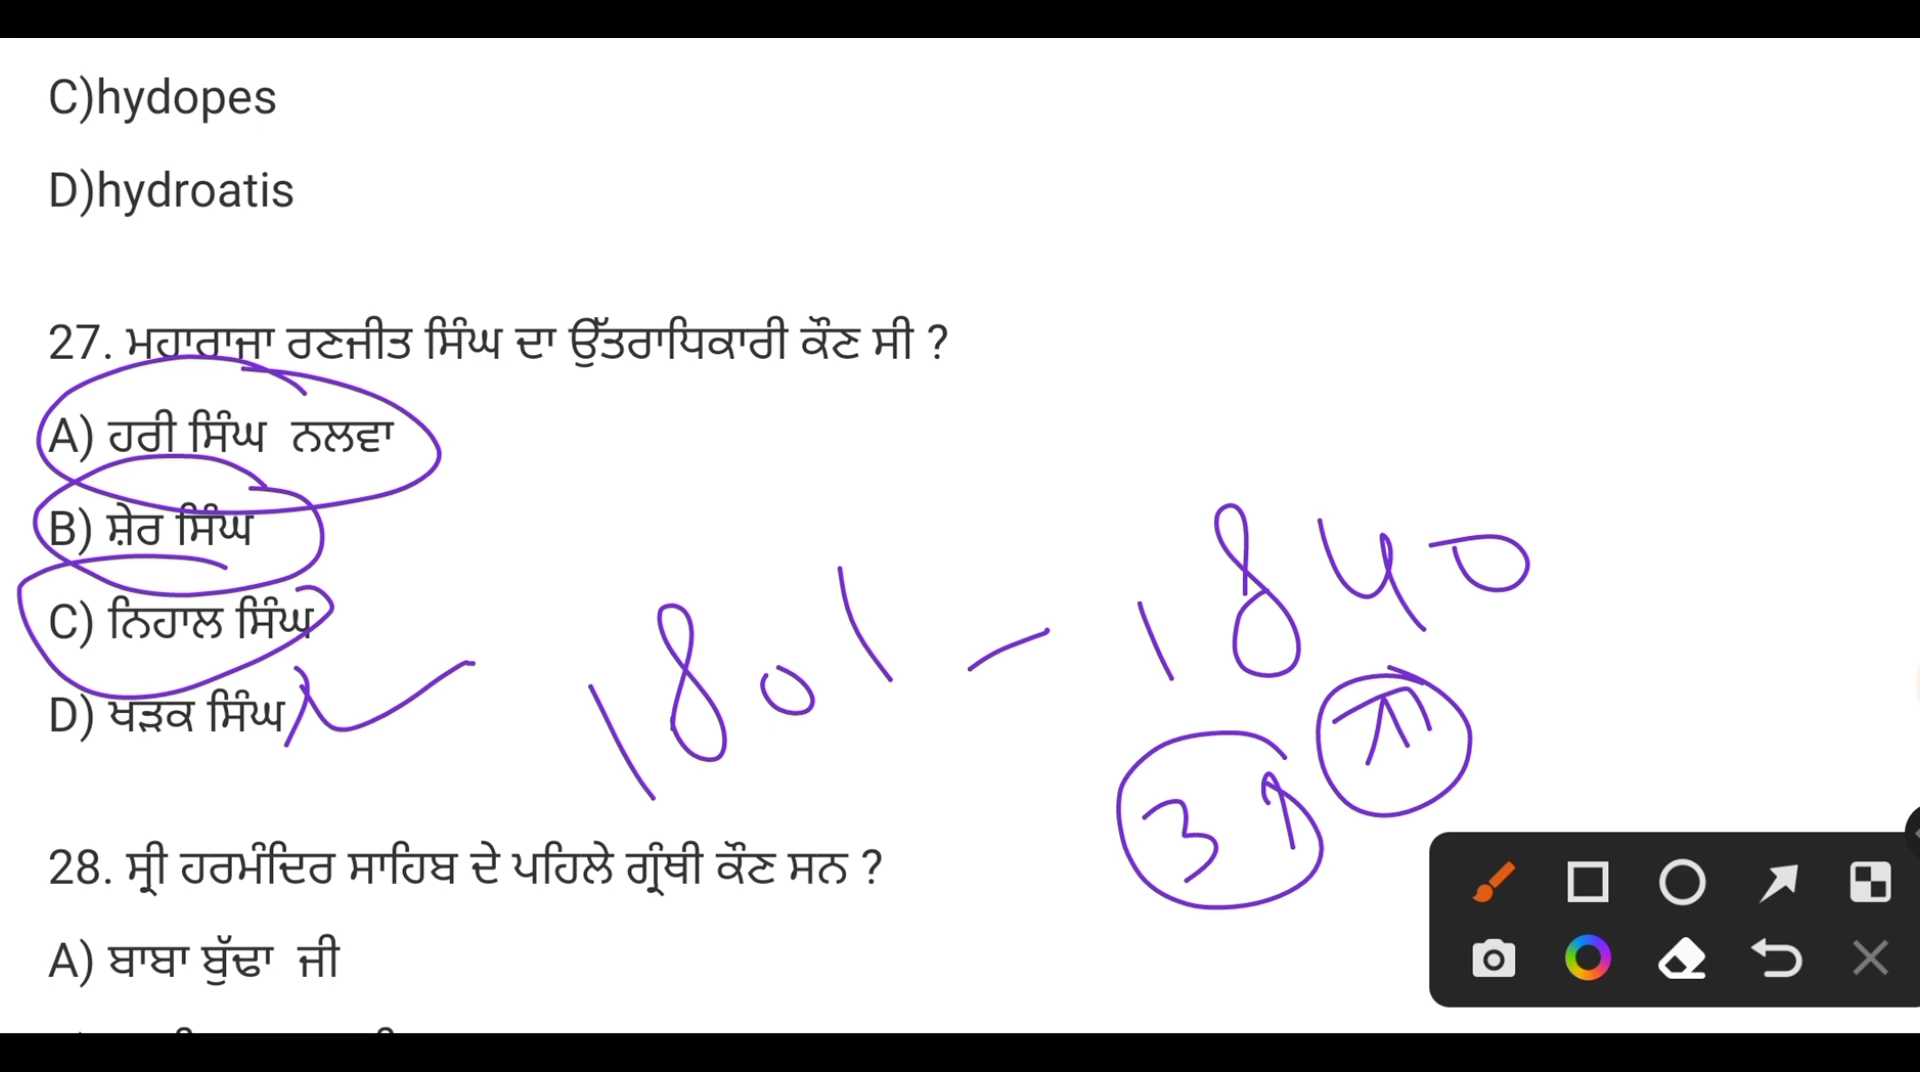 C)hydopes
D)hydroatis
27. ਮਹਾਰਾਜਾ ਰਣਜੀਤ ਸਿੰਘ ਦਾ ਉੱਤਰਾਧਿਕਾਰੀ ਕੌਣ ਸੀ ?
A) ਹਰੀ ਸਿੰਘ ਨਲਵਾ
B) ਸ਼ੇਰ ਸਿੰਘ
C) ਨਿਹਾਲ ਸਿੰਘ
D) ਖੜਕ ਸਿੰਘ
1801 - 1840
28. ਸ੍ਰੀ ਹਰਮੰਦਿਰ ਸਾਹਿਬ ਦੇ ਪਹਿਲੇ ਗ੍ਰੰਥੀ ਕੌਣ ਸਨ ?
A) ਬਾਬਾ ਬੁੱਢਾ ਜੀ